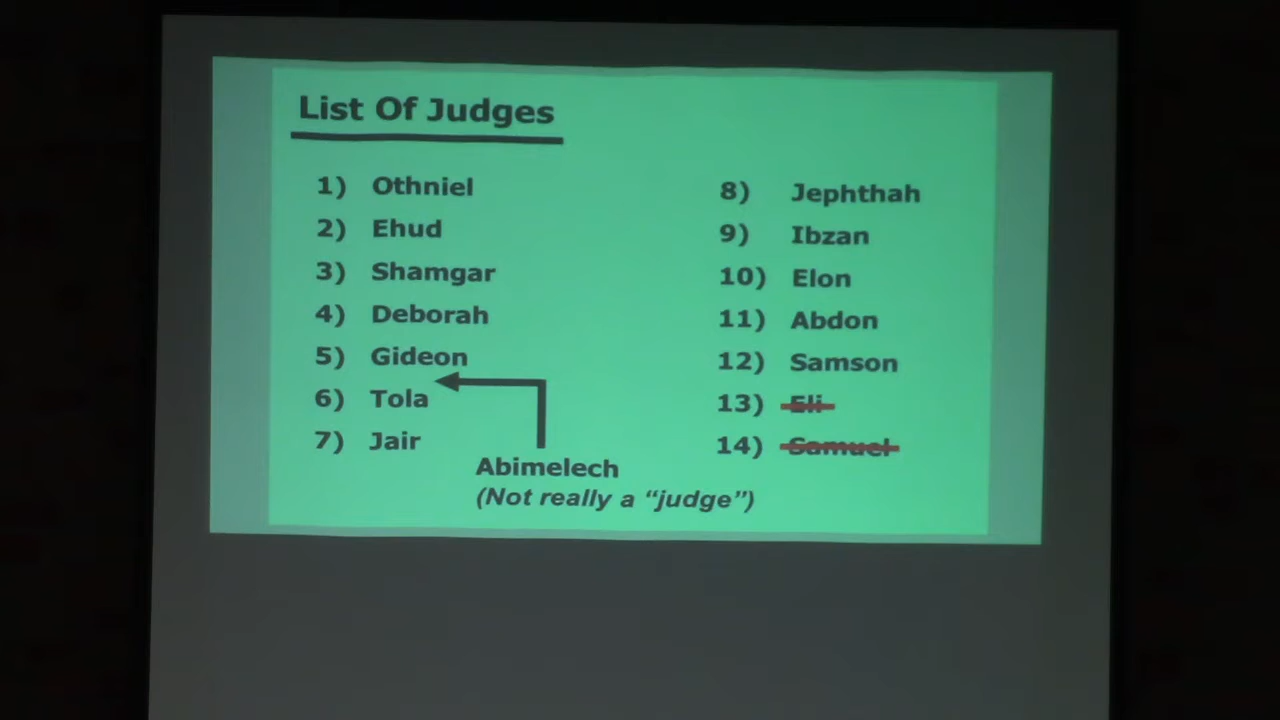 List Of Judges
1) Othniel
2) Ehud
3) Shamgar
4) Deborah
5) Gideon
6) Tola
7) Jair
Abimelech
(Not really a “judge”)
8) Jephthah
9) Ibzan
10) Elon
11) Abdon
12) Samson
13) Eli
14) Samuel